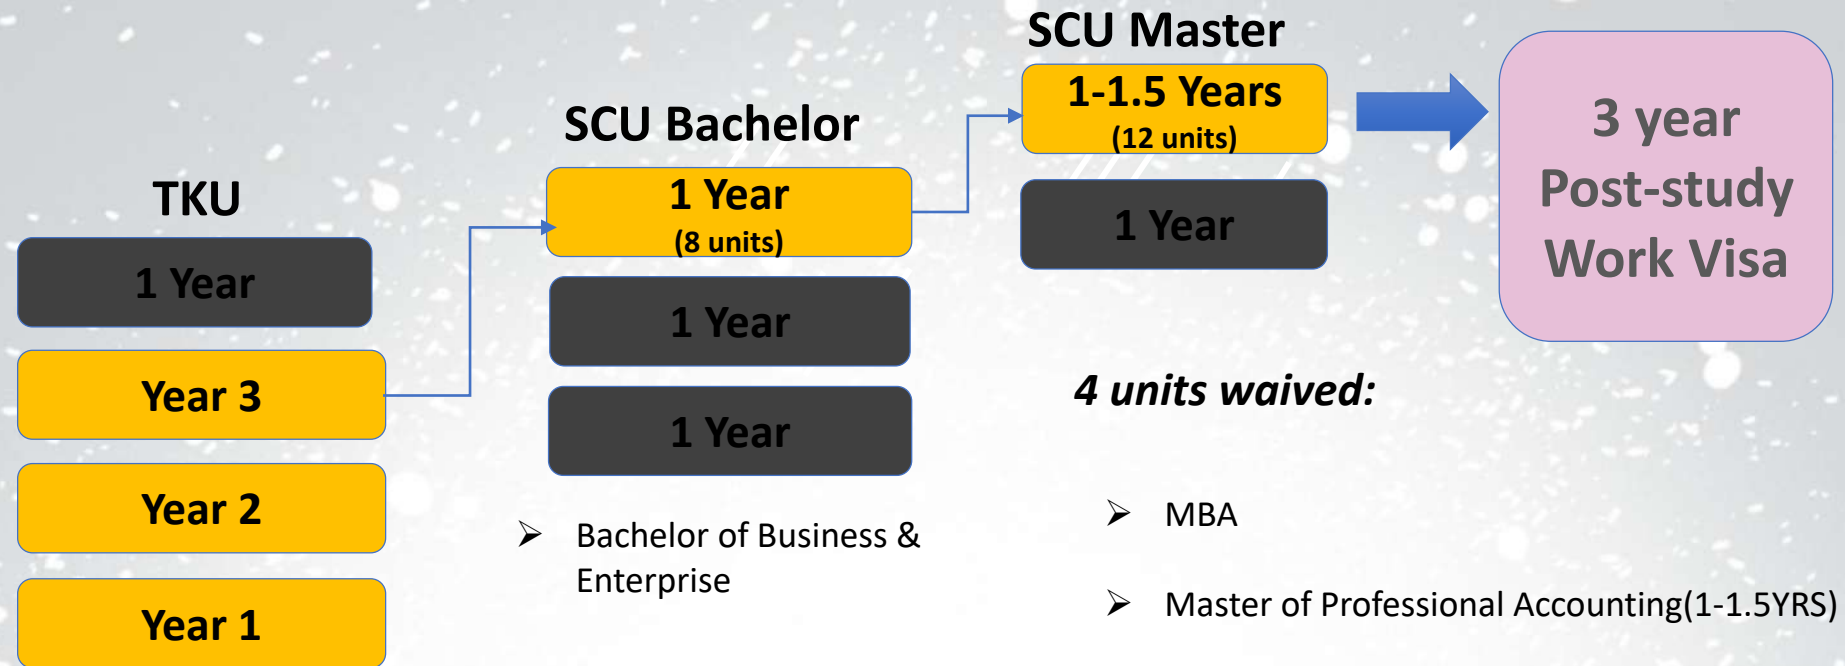 TKU
1 Year
Year 3
Year 2
Year 1
SCU Bachelor
1 Year
(8 units)
1 Year
1 Year
➢ Bachelor of Business &
Enterprise
SCU Master
1-1.5 Years
(12 units)
1 Year
4 units waived:
➢ MBA
➢ Master of Professional Accounting(1-1.5YRS)
3 year
Post-study
Work Visa